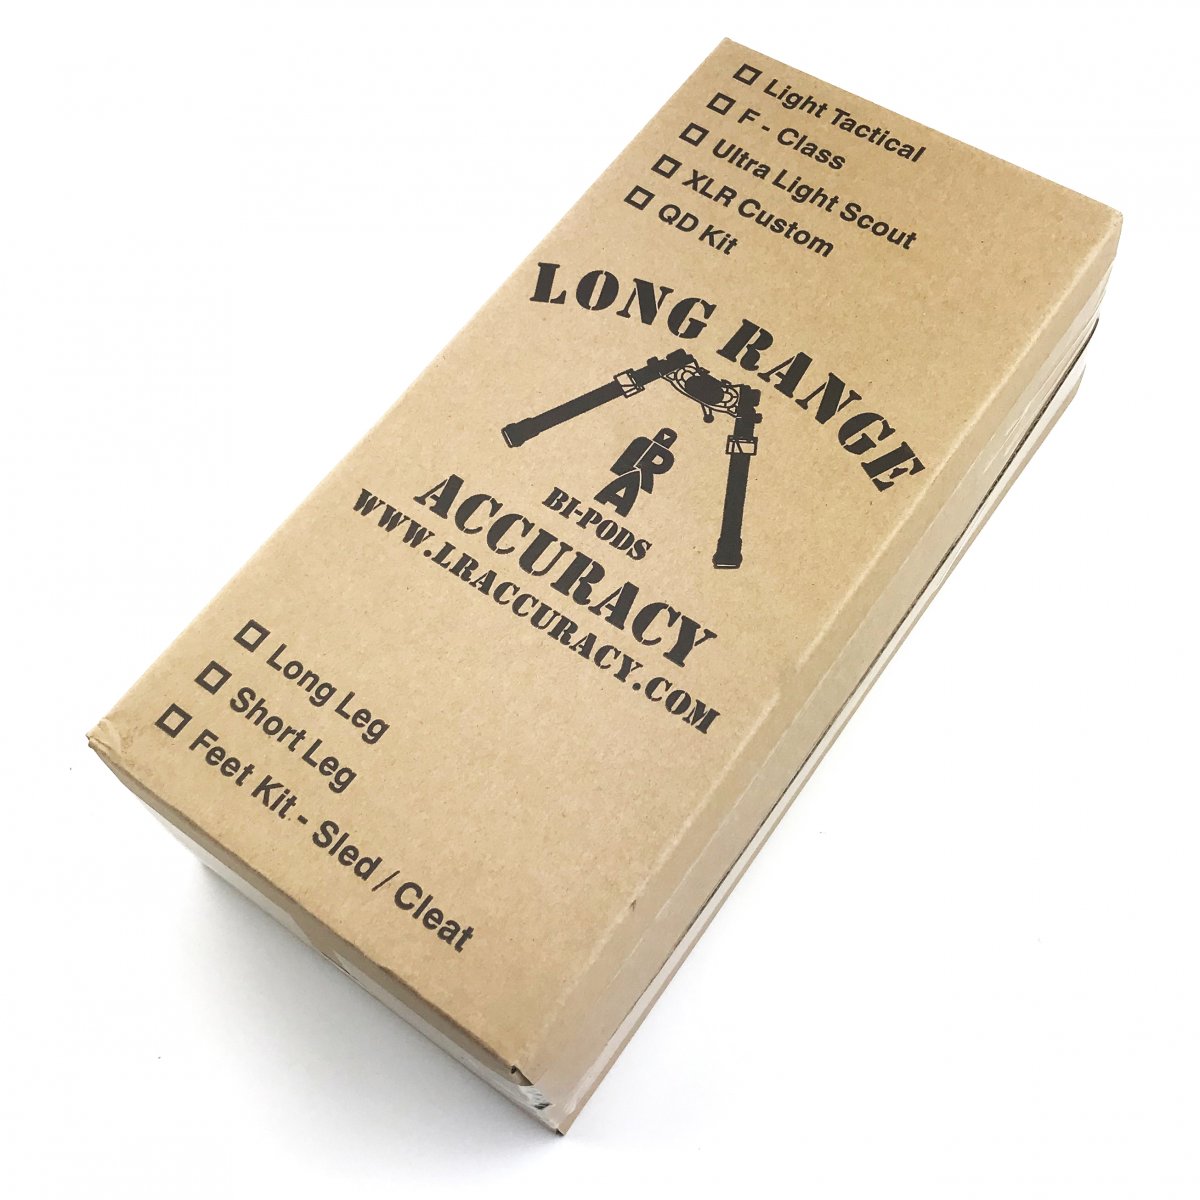 Light Tactical
F - Class
Ultra Light Scout
XLR Custom
QD Kit
LONG RANGE
LRA
BI-PODS
ACCURACY
WWW.LRACCURACY.COM
Long Leg
Short Leg
Feet Kit - Sled / Cleat